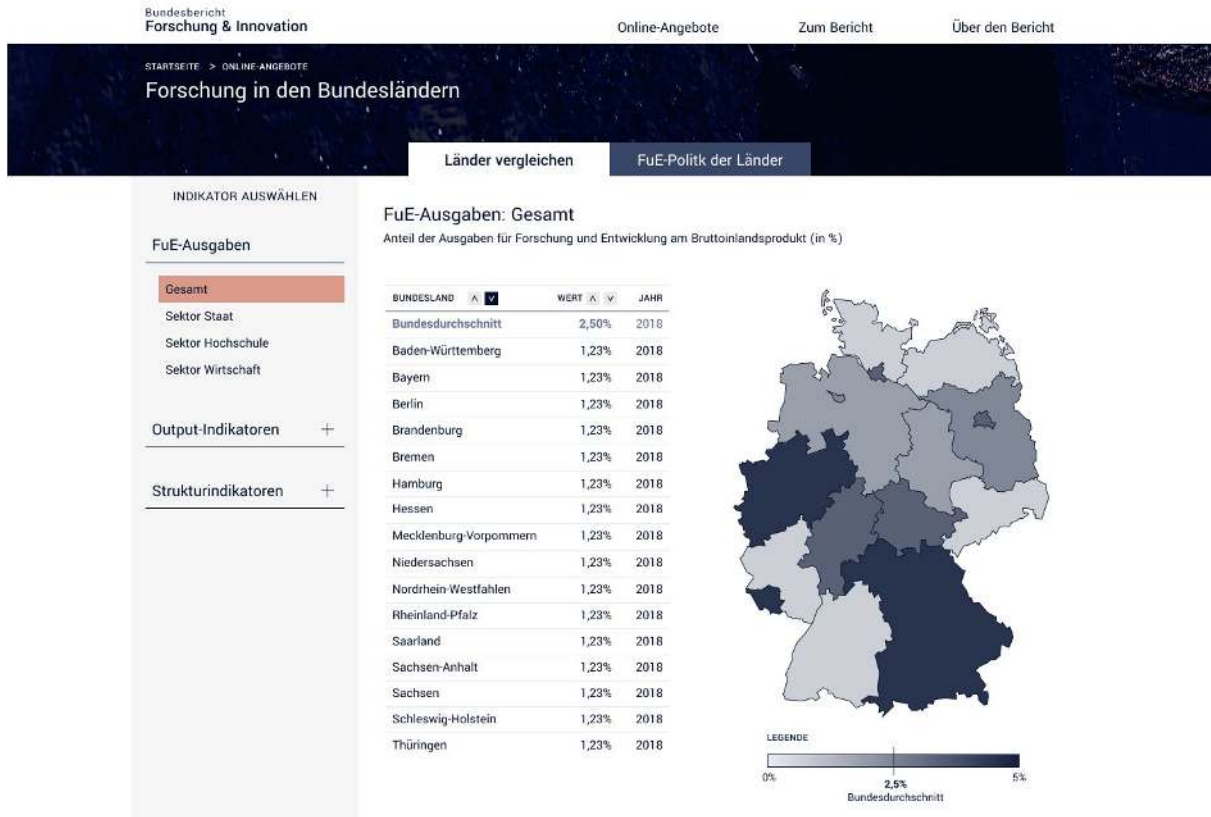 Bundesbericht
Forschung & Innovation
Online-Angebote
Zum Bericht
Über den Bericht
STARTSEITE > ONLINE-ANGEBOTE
Forschung in den Bundesländern
Länder vergleichen
FuE-Politk der Länder
INDIKATOR AUSWÄHLEN
FuE-Ausgaben
Gesamt
Sektor Staat
Sektor Hochschule
Sektor Wirtschaft
Output-Indikatoren +
Strukturindikatoren +
FuE-Ausgaben: Gesamt
Anteil der Ausgaben für Forschung und Entwicklung am Bruttoinlandsprodukt (in %)
BUNDESLAND WERT JAHR
Bundesdurchschnitt 2,50% 2018
Baden-Württemberg 1,23% 2018
Bayern 1,23% 2018
Berlin 1,23% 2018
Brandenburg 1,23% 2018
Bremen 1,23% 2018
Hamburg 1,23% 2018
Hessen 1,23% 2018
Mecklenburg-Vorpommern 1,23% 2018
Niedersachsen 1,23% 2018
Nordrhein-Westfahlen 1,23% 2018
Rheinland-Pfalz 1,23% 2018
Saarland 1,23% 2018
Sachsen-Anhalt 1,23% 2018
Sachsen 1,23% 2018
Schleswig-Holstein 1,23% 2018
Thüringen 1,23% 2018
LEGENDE
0%
2,5%
5%
Bundesdurchschnitt